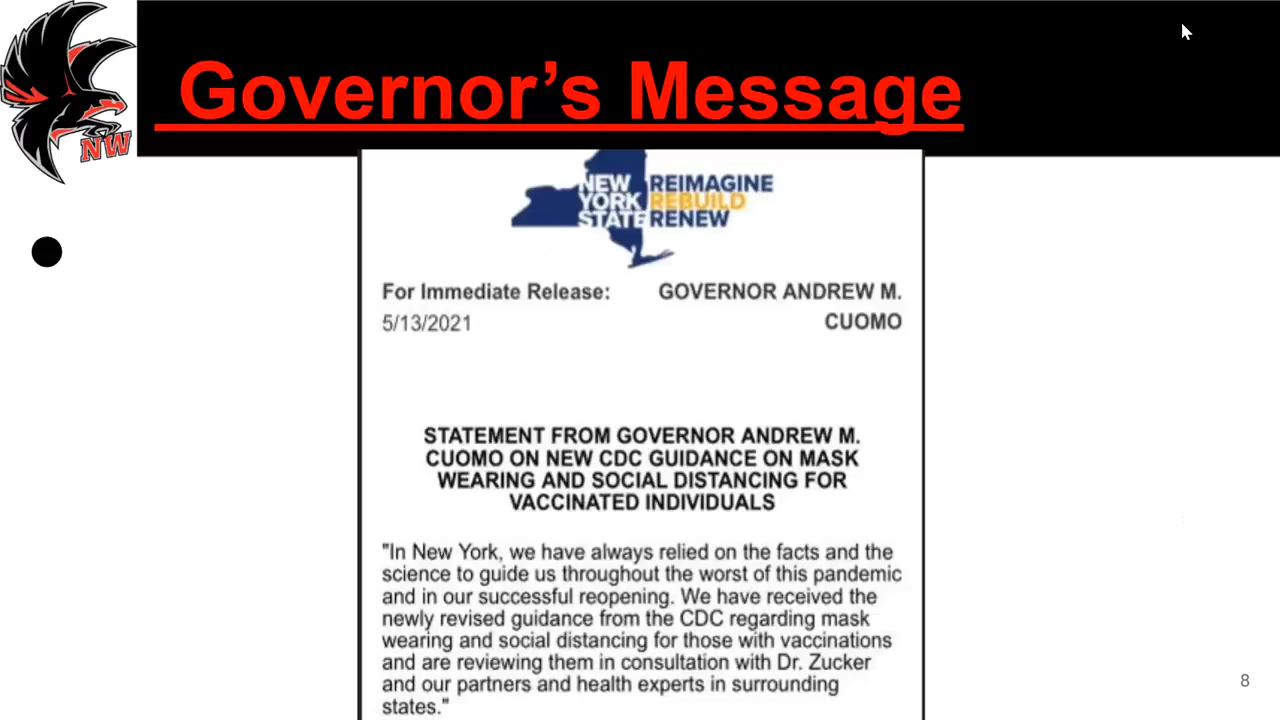 Governor’s Message
NW
NEW
YORK
STATE
REIMAGINE
REBUILD
RENEW
For Immediate Release:
5/13/2021
GOVERNOR ANDREW M.
CUOMO
STATEMENT FROM GOVERNOR ANDREW M.
CUOMO ON NEW CDC GUIDANCE ON MASK
WEARING AND SOCIAL DISTANCING FOR
VACCINATED INDIVIDUALS
"In New York, we have always relied on the facts and the
science to guide us throughout the worst of this pandemic
and in our successful reopening. We have received the
newly revised guidance from the CDC regarding mask
wearing and social distancing for those with vaccinations
and are reviewing them in consultation with Dr. Zucker
and our partners and health experts in surrounding
states."
8